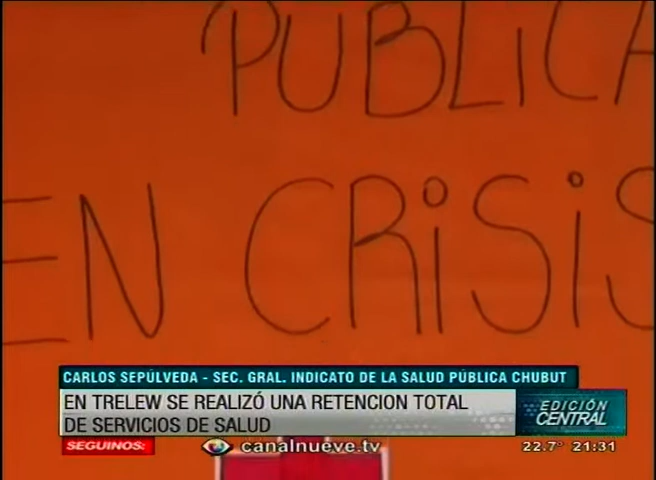 PUBLICA
EN CRISIS
CARLOS SEPÚLVEDA - SEC. GRAL. INDICATO DE LA SALUD PÚBLICA CHUBUT
EN TRELEW SE REALIZÓ UNA RETENCION TOTAL
DE SERVICIOS DE SALUD
EDICIÓN
CENTRAL
SEGUINOS: canalnueve.tv 22.7° 21:31